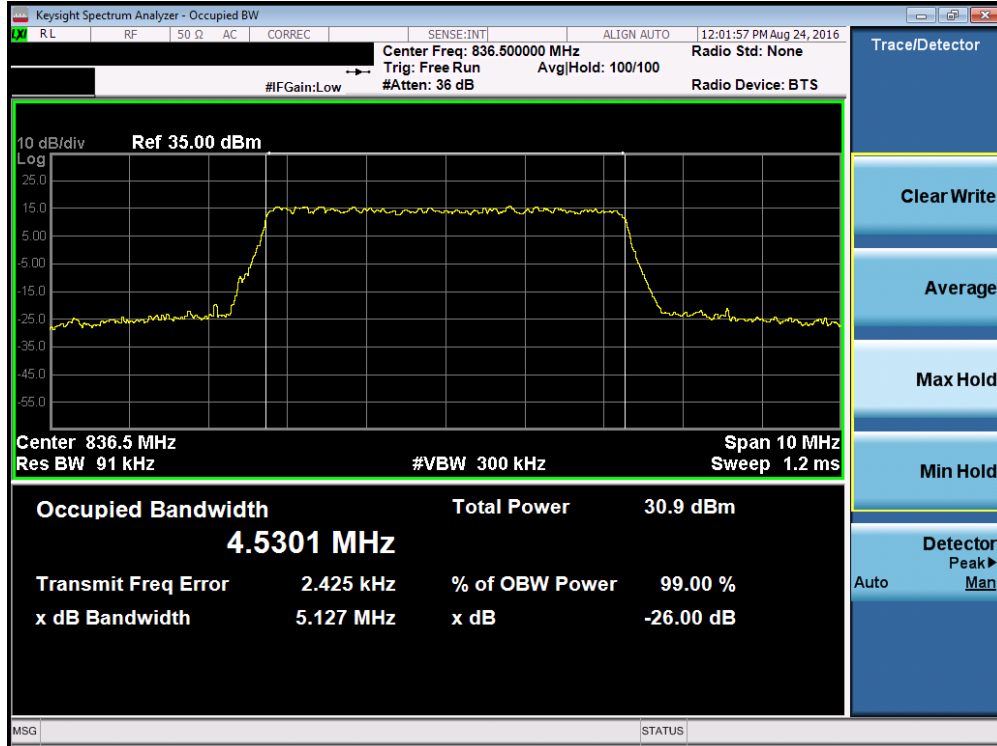 Keysight Spectrum Analyzer - Occupied BW
LXI RL RF 50 Ω AC CORREC SENSE:INT ALIGN AUTO 12:01:57 PM Aug 24, 2016
Center Freq: 836.500000 MHz Radio Std: None
Trig: Free Run Avg|Hold: 100/100
#IFGain:Low #Atten: 36 dB Radio Device: BTS
10 dB/div Ref 35.00 dBm
Log
25.0
15.0
5.00
-5.00
-15.0
-25.0
-35.0
-45.0
-55.0
Center 836.5 MHz Span 10 MHz
Res BW 91 kHz #VBW 300 kHz Sweep 1.2 ms
Occupied Bandwidth Total Power 30.9 dBm
4.5301 MHz
Transmit Freq Error 2.425 kHz % of OBW Power 99.00 %
x dB Bandwidth 5.127 MHz x dB -26.00 dB
MSG STATUS
Trace/Detector
Clear Write
Average
Max Hold
Min Hold
Detector
Peak▶
Auto Man